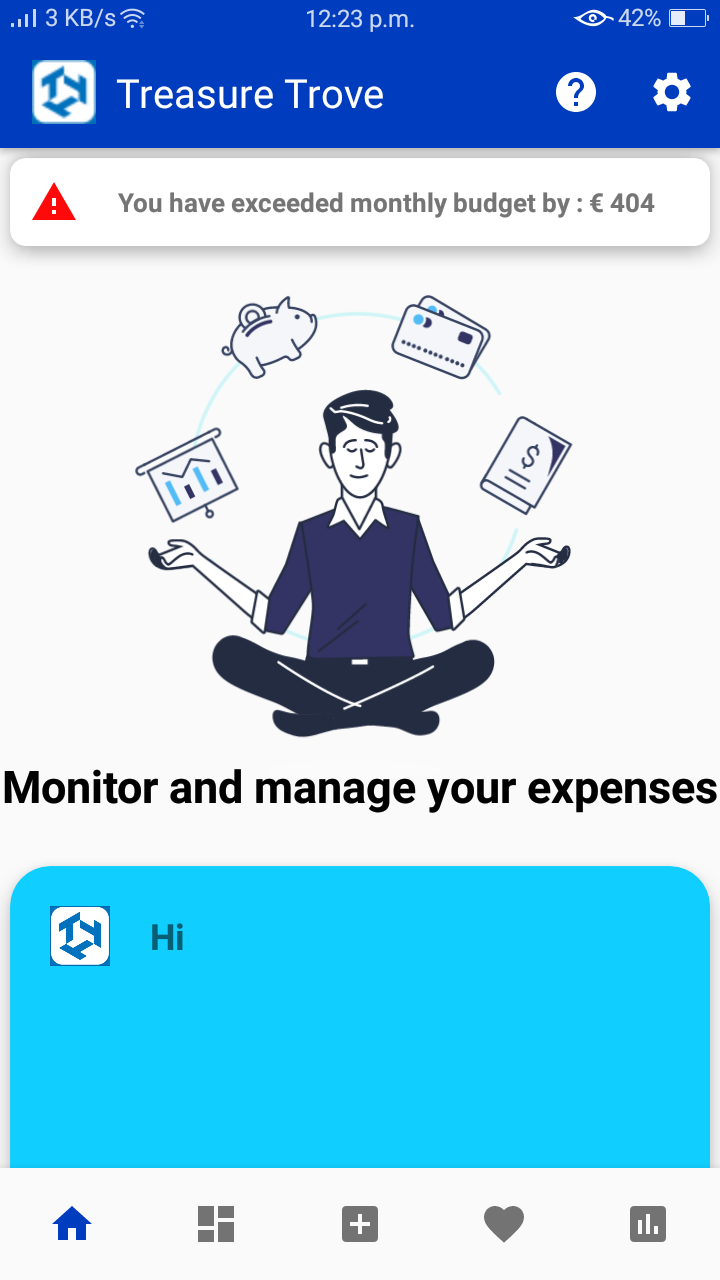 3 KB/s 12:23 p.m. 42%
Treasure Trove
You have exceeded monthly budget by : € 404
$
Monitor and manage your expenses
Hi